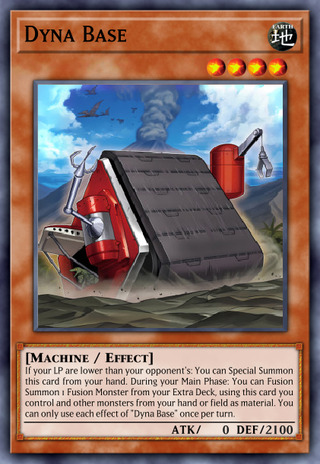 DYNA BASE
EARTH
地
[MACHINE / EFFECT]
If your LP are lower than your opponent's: You can Special Summon
this card from your hand. During your Main Phase: You can Fusion
Summon 1 Fusion Monster from your Extra Deck, using this card you
control and other monsters from your hand or field as material. You
can only use each effect of "Dyna Base" once per turn.
ATK/ 0 DEF/2100